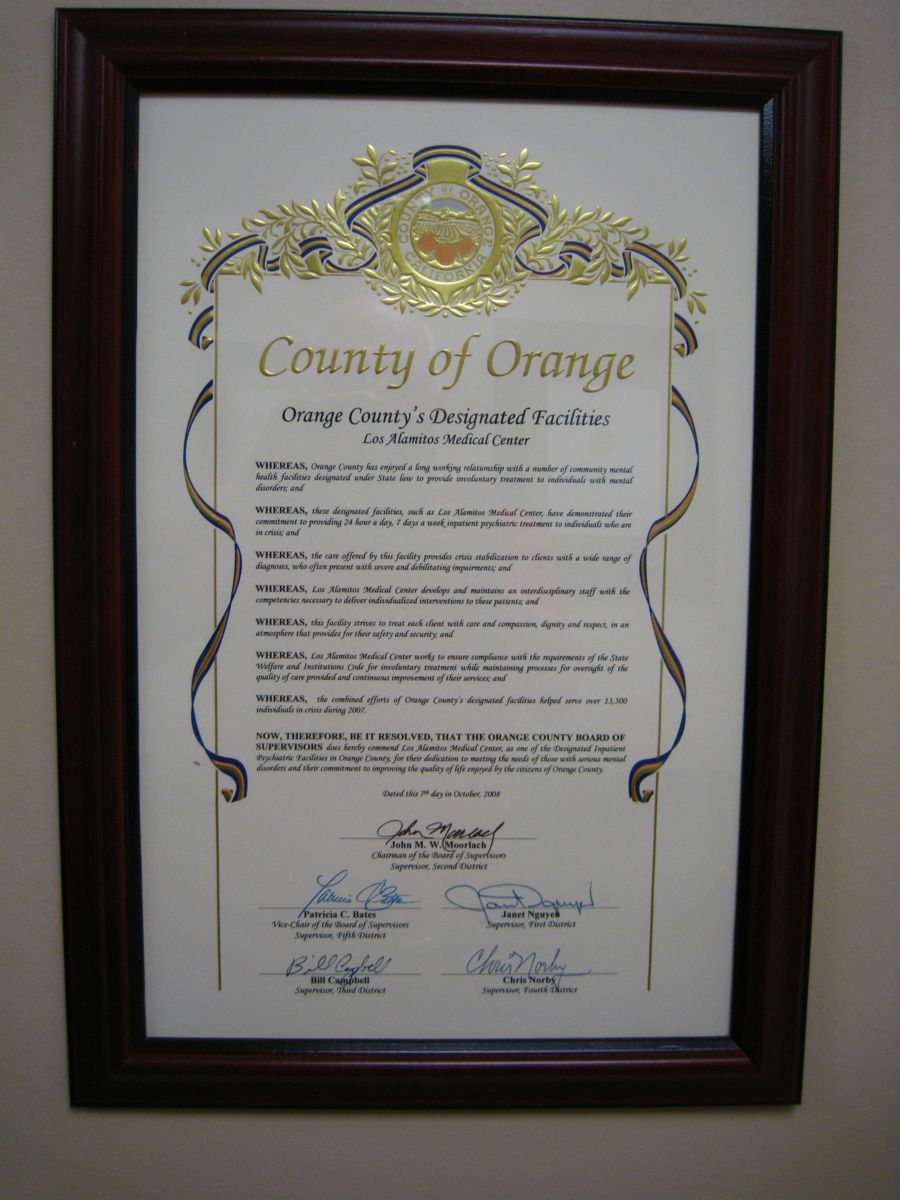 COUNTY OF ORANGE
CALIFORNIA
County of Orange
Orange County's Designated Facilities
Los Alamitos Medical Center
WHEREAS, Orange County has enjoyed a long working relationship with a number of community mental
health facilities designated under State law to provide involuntary treatment to individuals with mental
disorders; and
WHEREAS, these designated facilities, such as Los Alamitos Medical Center, have demonstrated their
commitment to providing 24 hour a day, 7 days a week inpatient psychiatric treatment to individuals who are
in crisis; and
WHEREAS, the care offered by this facility provides crisis stabilization to clients with a wide range of
diagnoses, who often present with severe and debilitating impairments; and
WHEREAS, Los Alamitos Medical Center develops and maintains an interdisciplinary staff with the
competencies necessary to deliver individualized interventions to these patients; and
WHEREAS, this facility strives to treat each client with care and compassion, dignity and respect, in an
atmosphere that provides for their safety and security; and
WHEREAS, Los Alamitos Medical Center works to ensure compliance with the requirements of the State
Welfare and Institutions Code for involuntary treatment while maintaining processes for oversight of the
quality of care provided and continuous improvement of their services; and
WHEREAS, the combined efforts of Orange County's designated facilities helped serve over 13,500
individuals in crisis during 2007.
NOW, THEREFORE, BE IT RESOLVED, THAT THE ORANGE COUNTY BOARD OF
SUPERVISORS does hereby commend Los Alamitos Medical Center, as one of the Designated Inpatient
Psychiatric Facilities in Orange County, for their dedication to meeting the needs of those with serious mental
disorders and their commitment to improving the quality of life enjoyed by the citizens of Orange County.
Dated this 7th day in October, 2008
John Moorlach
John M. W. Moorlach
Chairman of the Board of Supervisors
Supervisor, Second District
Patricia C. Bates
Patricia C. Bates
Vice-Chair of the Board of Supervisors
Supervisor, Fifth District
Janet Nguyen
Janet Nguyen
Supervisor, First District
Bill Campbell
Bill Campbell
Supervisor, Third District
Chris Norby
Chris Norby
Supervisor, Fourth District